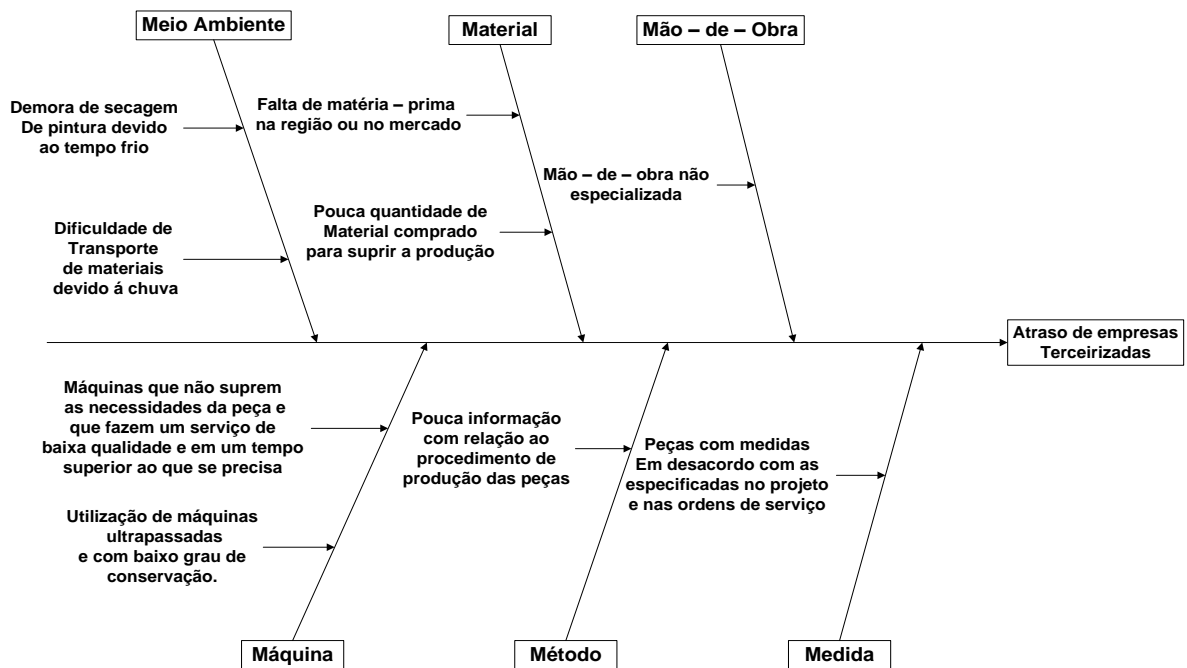 Meio Ambiente
Material
Mão – de – Obra
Demora de secagem
De pintura devido
ao tempo frio
Falta de matéria – prima
na região ou no mercado
Mão – de – obra não
especializada
Dificuldade de
Transporte
de materiais
devido á chuva
Pouca quantidade de
Material comprado
para suprir a produção
Atraso de empresas
Terceirizadas
Máquinas que não suprem
as necessidades da peça e
que fazem um serviço de
baixa qualidade e em um tempo
superior ao que se precisa
Pouca informação
com relação ao
procedimento de
produção das peças
Peças com medidas
Em desacordo com as
especificadas no projeto
e nas ordens de serviço
Utilização de máquinas
ultrapassadas
e com baixo grau de
conservação.
Máquina
Método
Medida